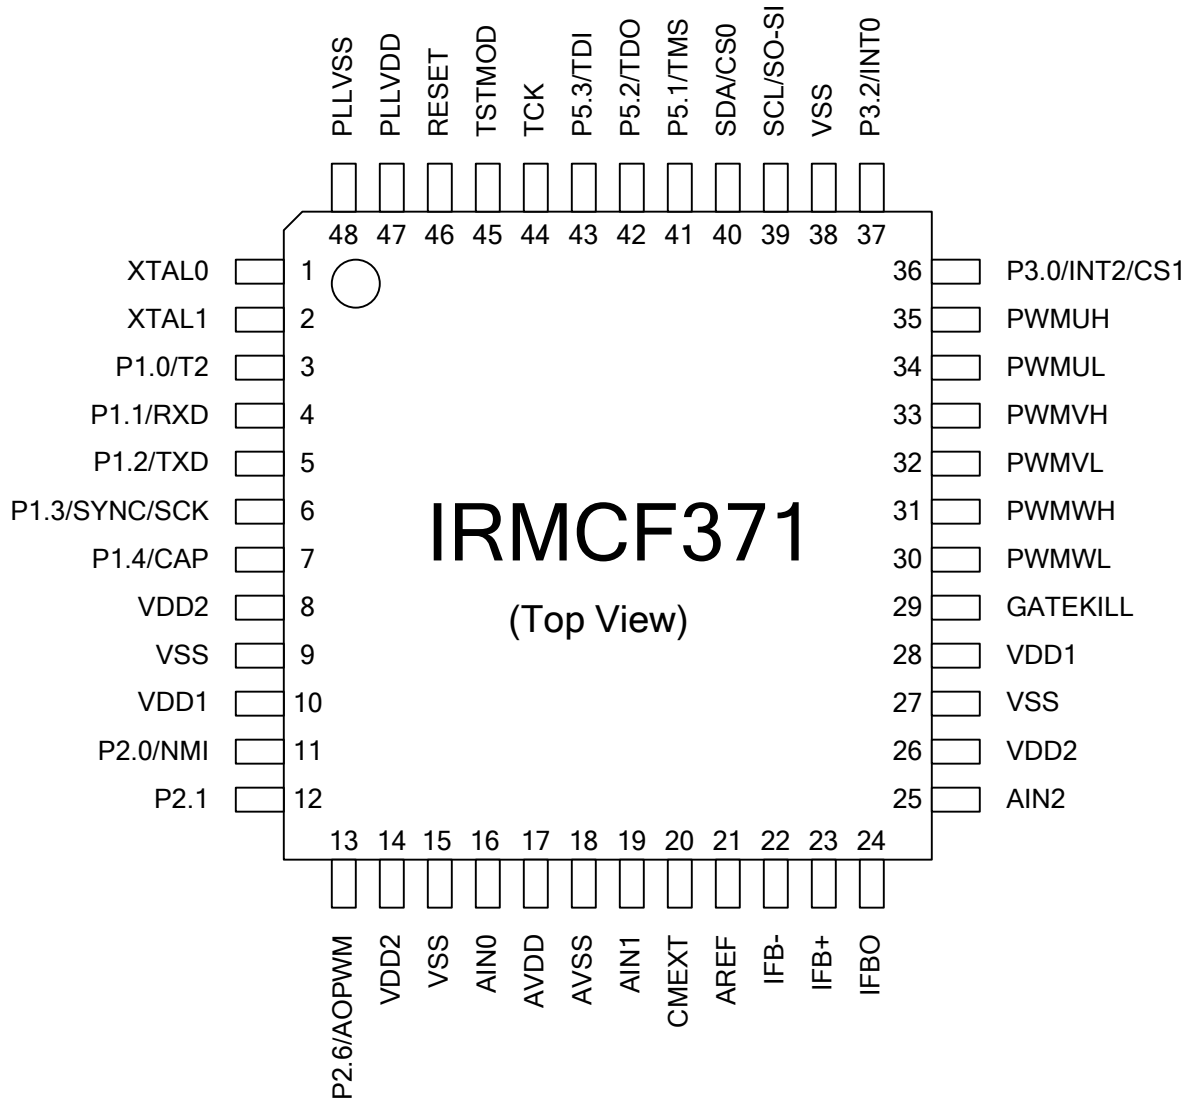 PLLVSS
PLLVDD
RESET
TSTMOD
TCK
P5.3/TDI
P5.2/TDO
P5.1/TMS
SDA/CS0
SCL/SO-SI
VSS
P3.2/INT0
48 47 46 45 44 43 42 41 40 39 38 37
XTAL0 1
XTAL1 2
P1.0/T2 3
P1.1/RXD 4
P1.2/TXD 5
P1.3/SYNC/SCK 6
P1.4/CAP 7
VDD2 8
VSS 9
VDD1 10
P2.0/NMI 11
P2.1 12
IRMCF371
(Top View)
36 P3.0/INT2/CS1
35 PWMUH
34 PWMUL
33 PWMVH
32 PWMVL
31 PWMWH
30 PWMWL
29 GATEKILL
28 VDD1
27 VSS
26 VDD2
25 AIN2
13 14 15 16 17 18 19 20 21 22 23 24
P2.6/AOPWM
VDD2
VSS
AIN0
AVDD
AVSS
AIN1
CMEXT
AREF
IFB-
IFB+
IFBO